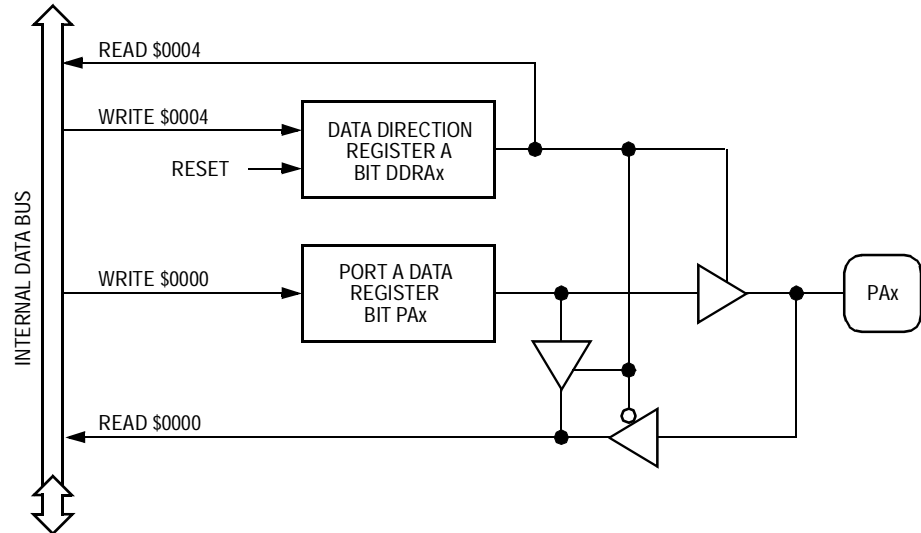 READ $0004
WRITE $0004
DATA DIRECTION
REGISTER A
BIT DDRAx
RESET
INTERNAL DATA BUS
WRITE $0000
PORT A DATA
REGISTER
BIT PAx
PAx
READ $0000